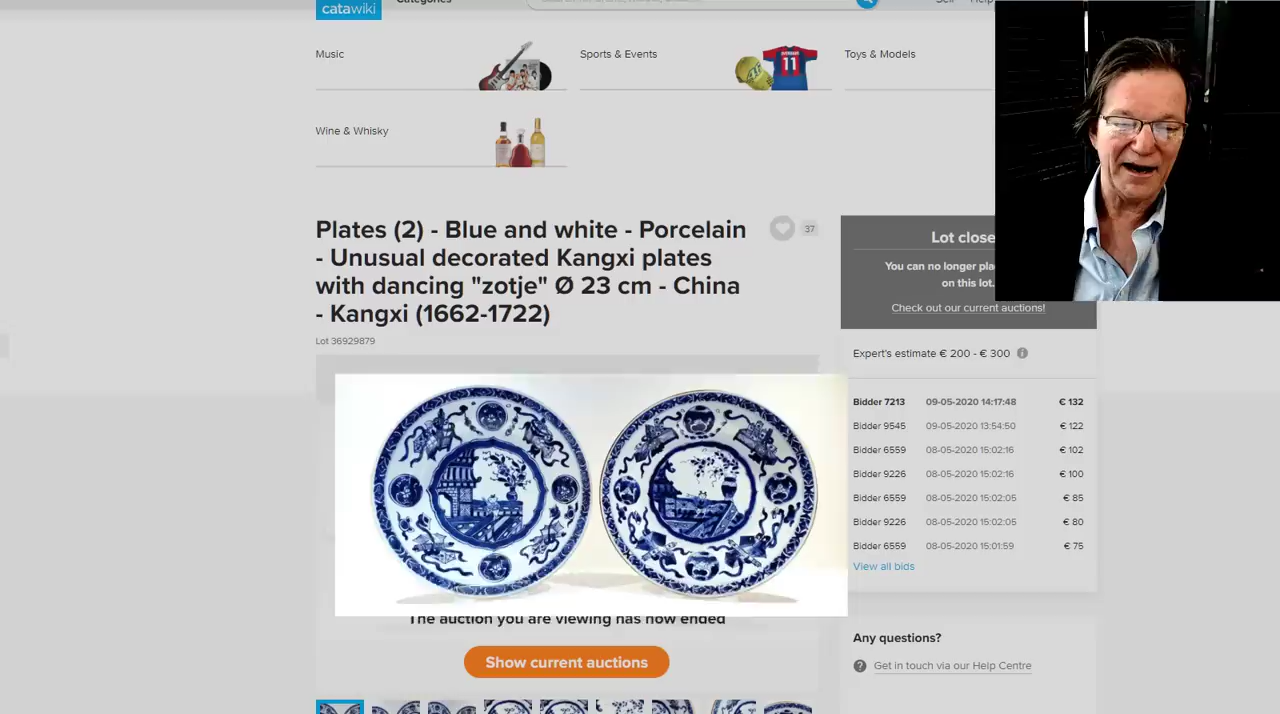 catawiki
Categories
Sell
Help
Music
Sports & Events
Toys & Models
Wine & Whisky
11
Plates (2) - Blue and white - Porcelain
- Unusual decorated Kangxi plates
with dancing "zotje" Ø 23 cm - China
- Kangxi (1662-1722)
37
Lot 36929879
Lot close
You can no longer pla
on this lot.
Check out our current auctions!
Expert's estimate € 200 - € 300
Bidder 7213 09-05-2020 14:17:48 € 132
Bidder 9545 09-05-2020 13:54:50 € 122
Bidder 6559 08-05-2020 15:02:16 € 102
Bidder 9226 08-05-2020 15:02:16 € 100
Bidder 6559 08-05-2020 15:02:05 € 85
Bidder 9226 08-05-2020 15:02:05 € 80
Bidder 6559 08-05-2020 15:01:59 € 75
View all bids
The auction you are viewing has now ended
Show current auctions
Any questions?
Get in touch via our Help Centre